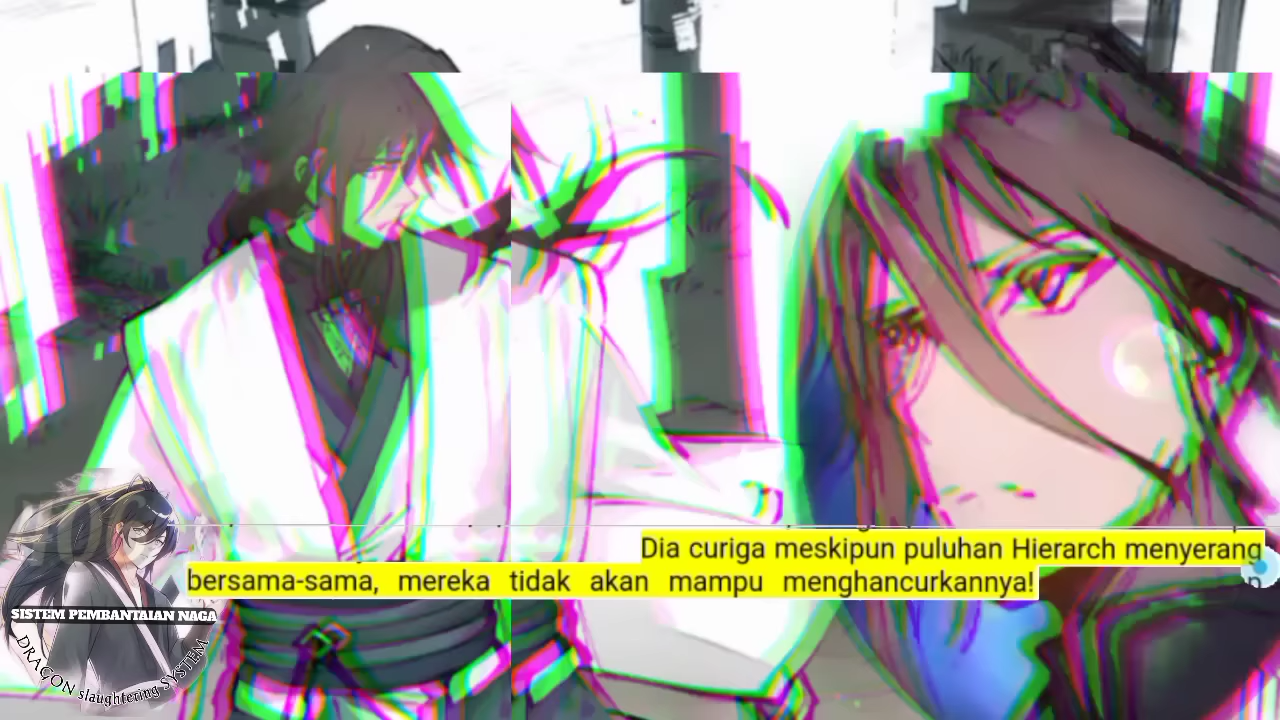 Dia curiga meskipun puluhan Hierarch menyerang
bersama-sama, mereka tidak akan mampu menghancurkannya!
SISTEM PEMBANTAIAN NAGA
DRAGON slaughtering SYSTEM